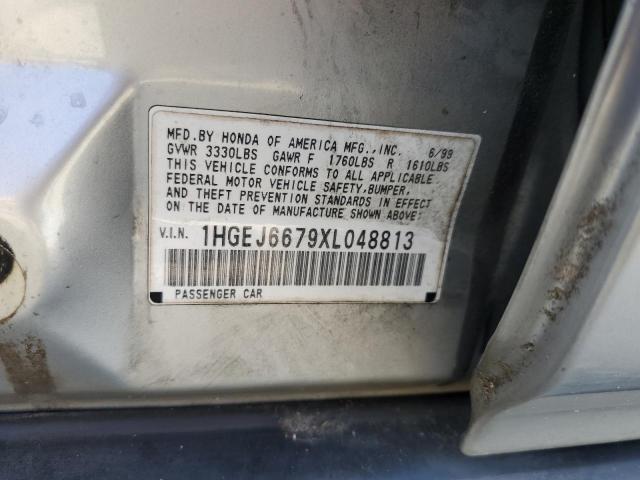 MFD.BY HONDA OF AMERICA MFG.,INC. 6/99
GVWR 3330LBS GAWR F 1760LBS R 1610LBS
THIS VEHICLE CONFORMS TO ALL APPLICABLE
FEDERAL MOTOR VEHICLE SAFETY,BUMPER,
AND THEFT PREVENTION STANDARDS IN EFFECT
ON THE DATE OF MANUFACTURE SHOWN ABOVE:
V.I.N. 1HGEJ6679XL048813
PASSENGER CAR